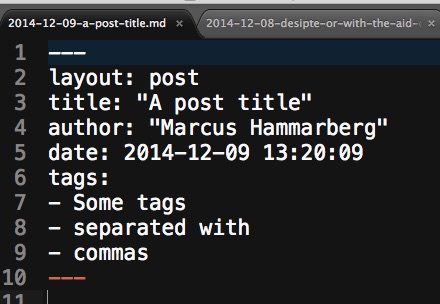 2014-12-09-a-post-title.md × 2014-12-08-desipte-or-with-the-aid- ×
1 ---
2 layout: post
3 title: "A post title"
4 author: "Marcus Hammarberg"
5 date: 2014-12-09 13:20:09
6 tags:
7 - Some tags
8 - separated with
9 - commas
10 ---
11